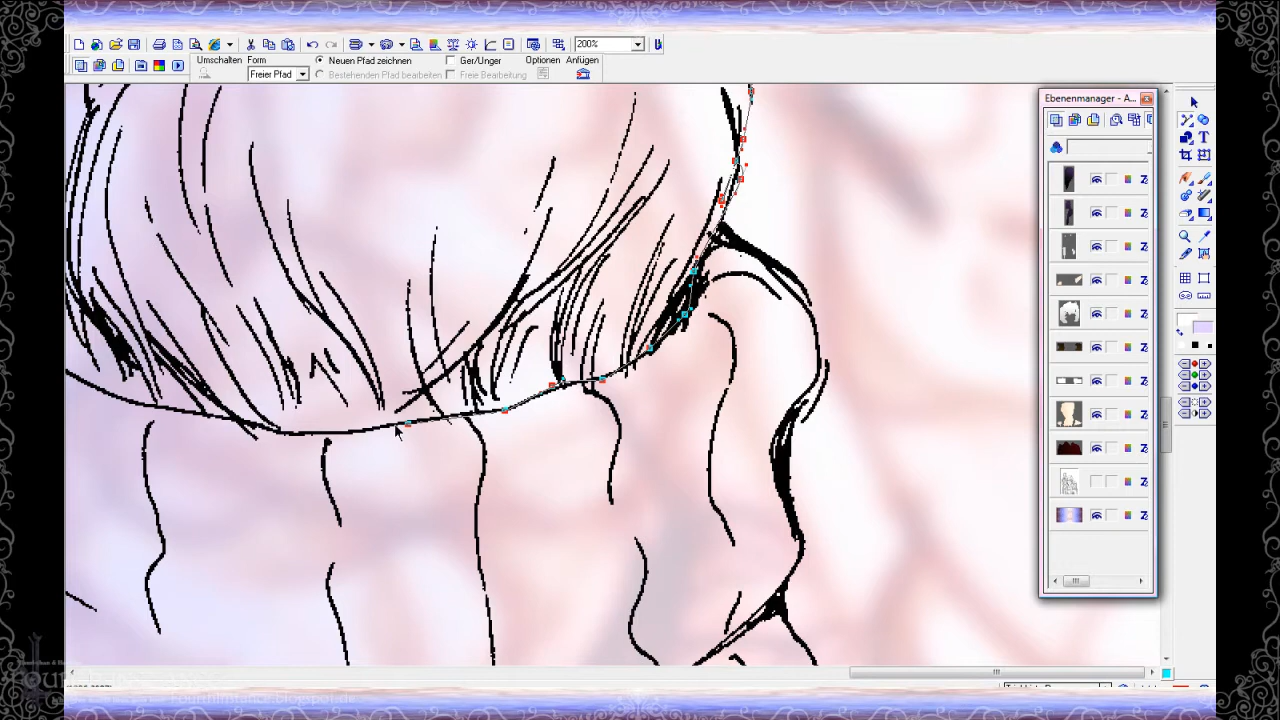 200%
Umschalten Form Neuen Pfad zeichnen Ger/Unger Optionen Anfügen
Freier Pfad Bestehenden Pfad bearbeiten Freie Bearbeitung
Ebenenmanager - A...